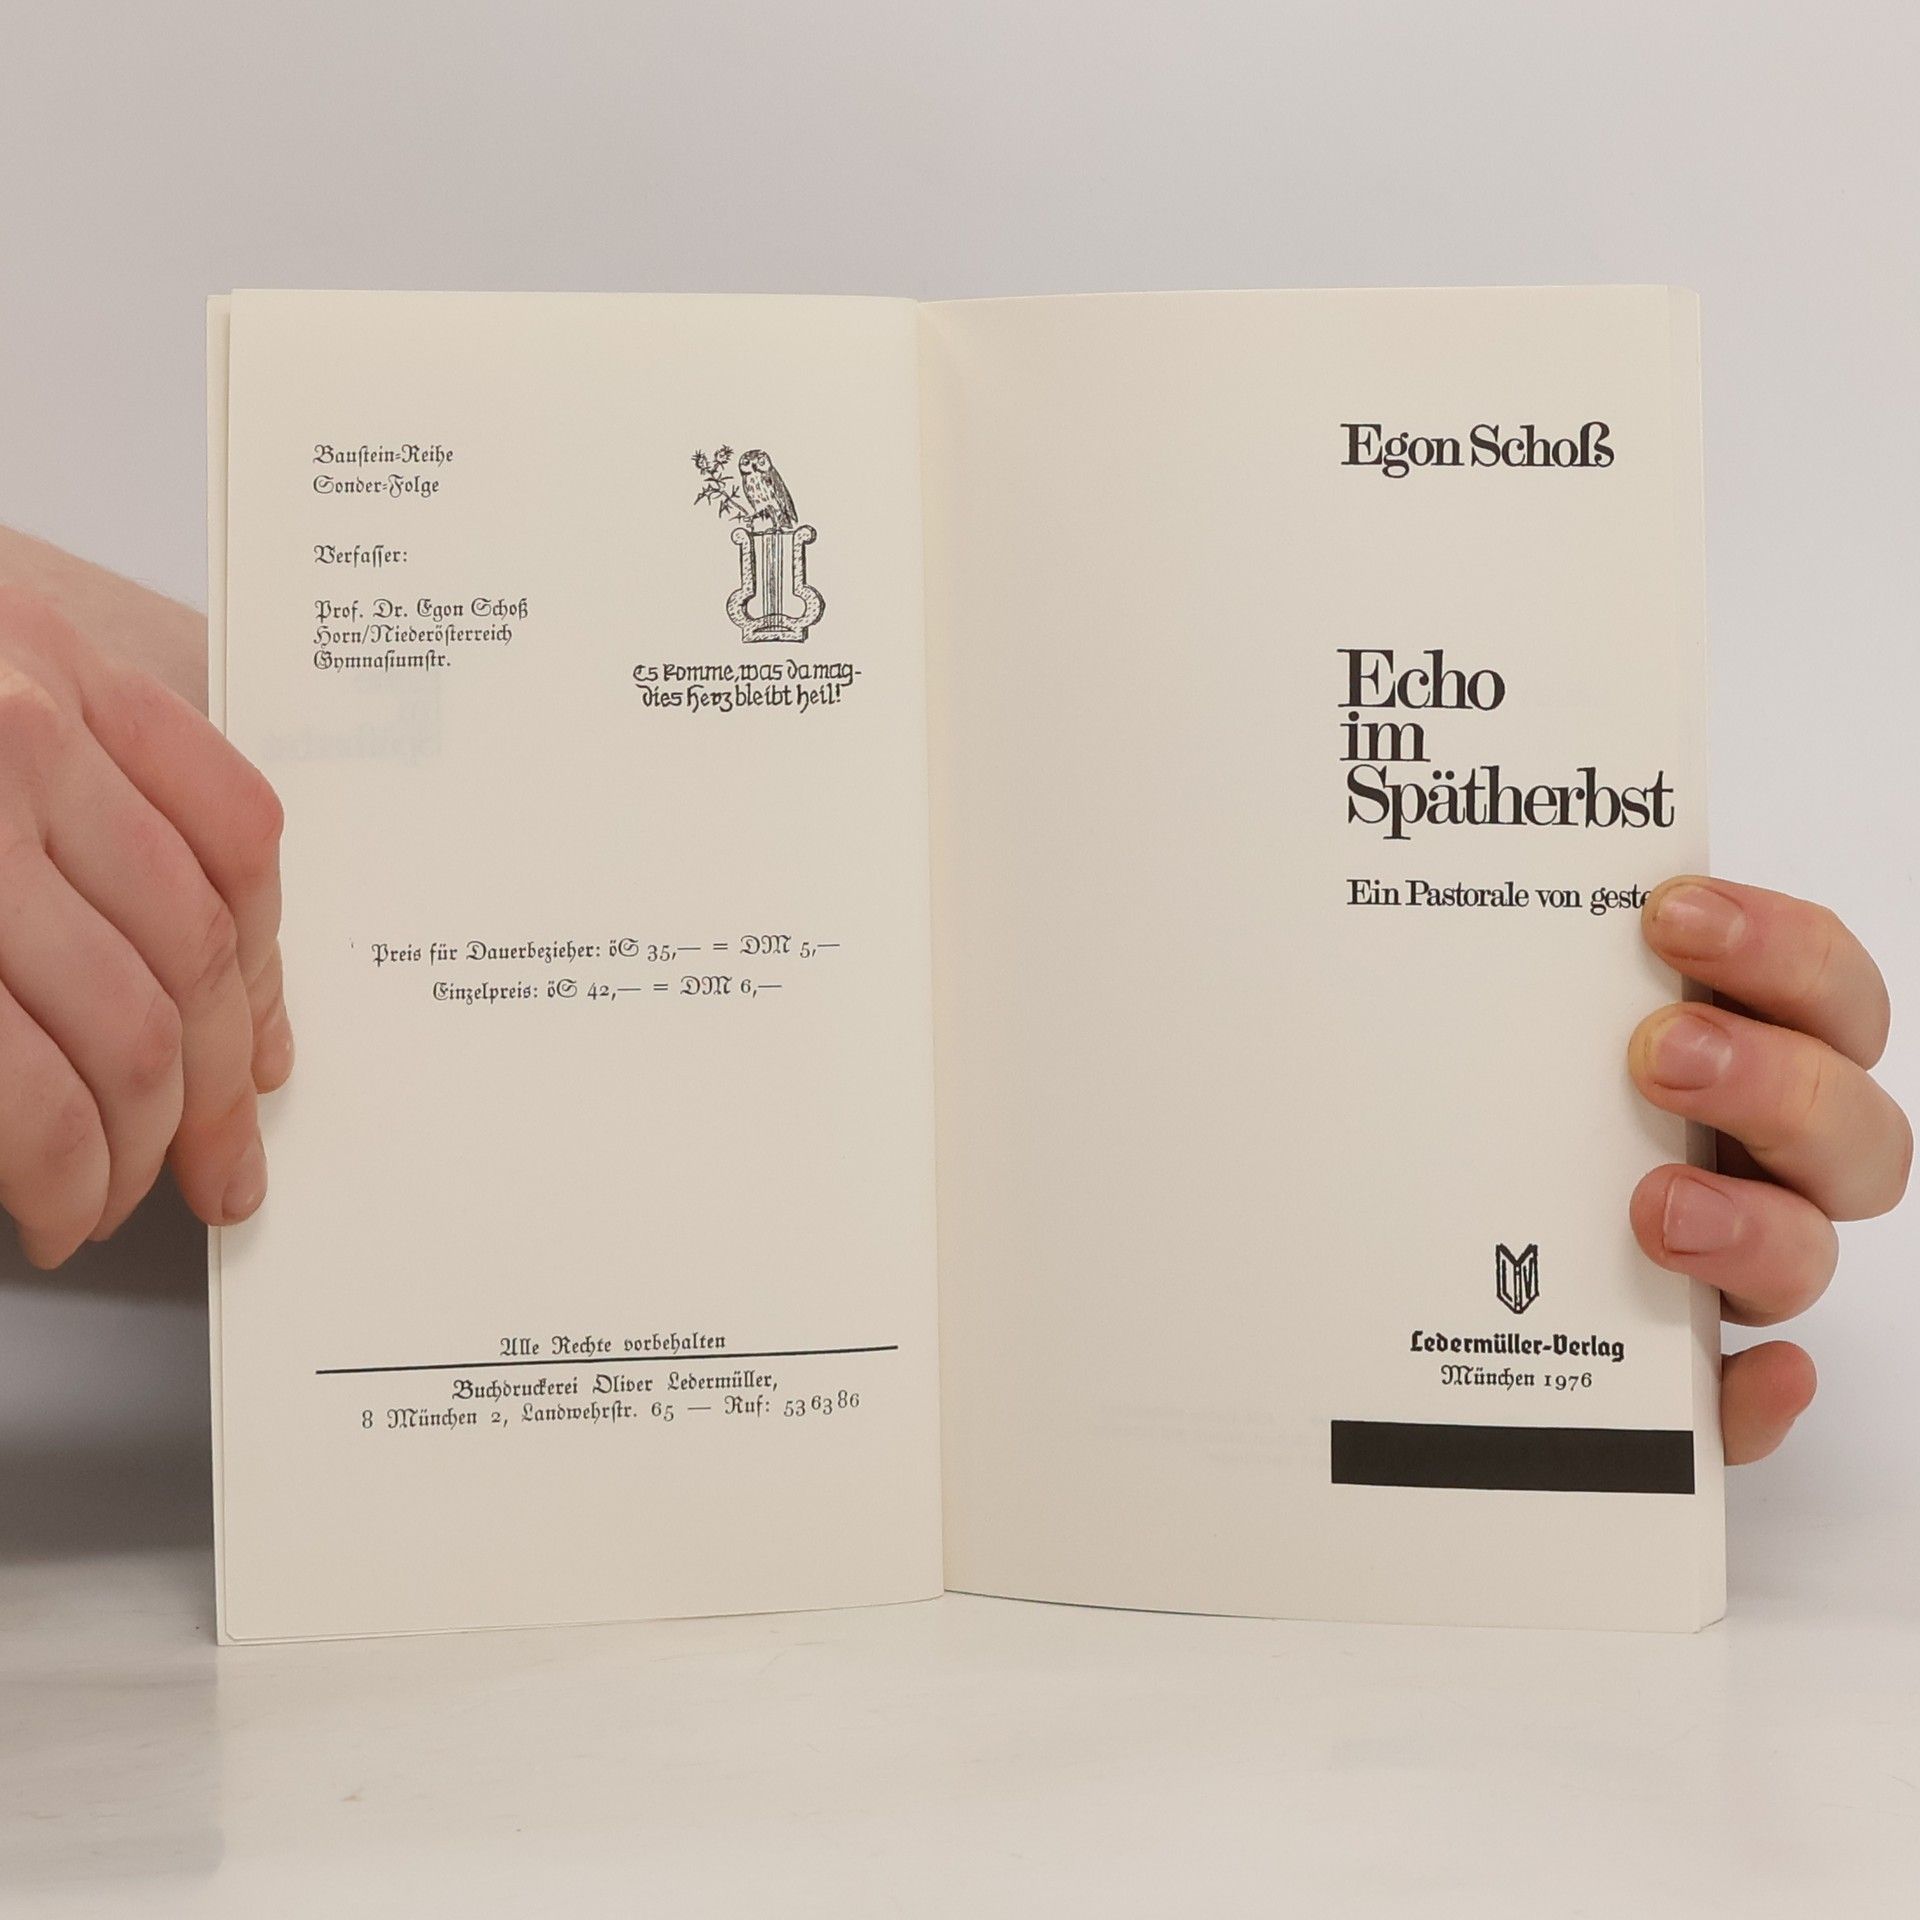 Baustein-Reihe
Sonder-Folge
Verfasser:
Prof. Dr. Egon Schoß
Horn/Niederösterreich
Gymnasiumstr.
Es komme, was da mag-
dies Herz bleibt heil!
Preis für Dauerbezieher: öS 35,— = DM 5,—
Einzelpreis: öS 42,— = DM 6,—
Alle Rechte vorbehalten
Buchdruckerei Oliver Ledermüller,
8 München 2, Landwehrstr. 65 — Ruf: 53 63 86
Egon Schoß
Echo
im
Spätherbst
Ein Pastorale von
LV
Ledermüller-Verlag
München 1976